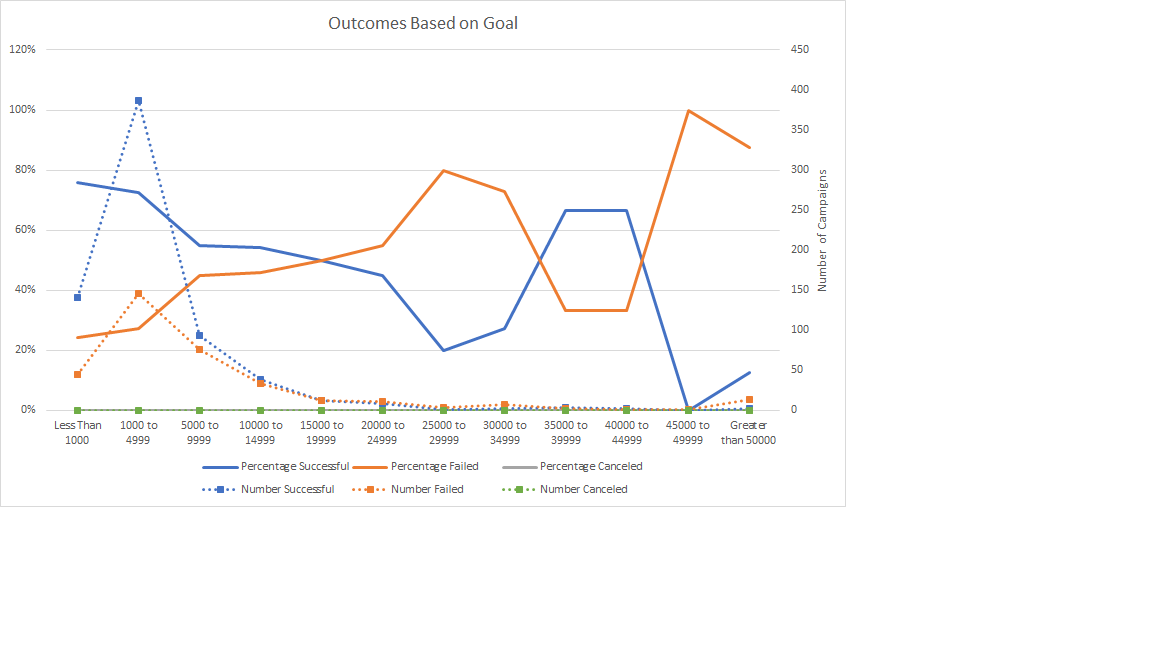 Outcomes Based on Goal
120%
100%
80%
60%
40%
20%
0%
450
400
350
300
250
200
150
100
50
0
Number of Campaigns
Less Than 1000
1000 to 4999
5000 to 9999
10000 to 14999
15000 to 19999
20000 to 24999
25000 to 29999
30000 to 34999
35000 to 39999
40000 to 44999
45000 to 49999
Greater than 50000
Percentage Successful
Percentage Failed
Percentage Canceled
Number Successful
Number Failed
Number Canceled